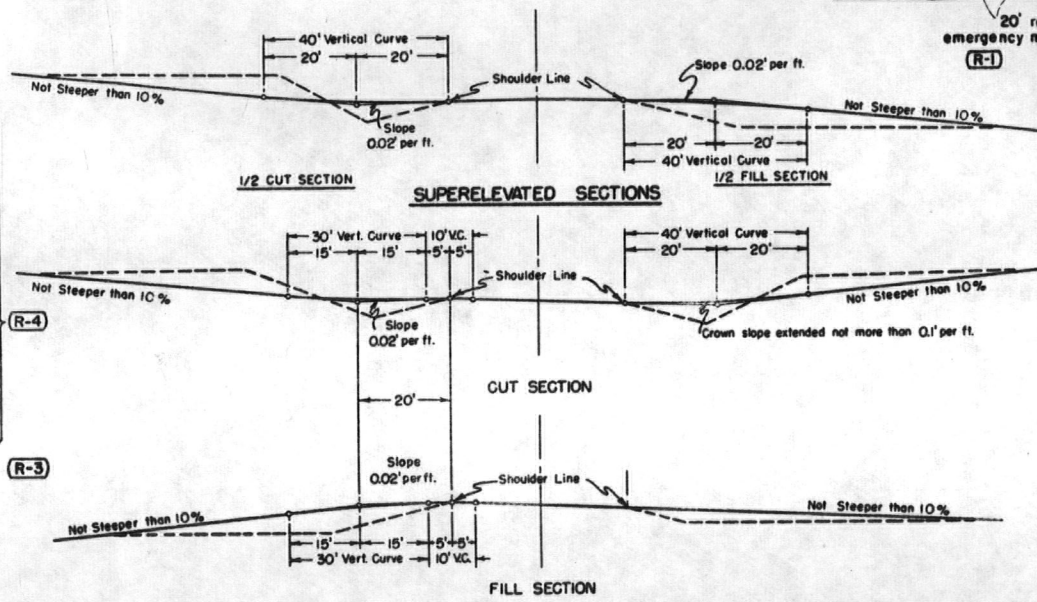 20'
emergency
R-1
40' Vertical Curve
20' 20'
Shoulder Line
Slope 0.02' per ft.
Not Steeper than 10%
Slope
0.02' per ft.
Not Steeper than 10%
20' 20'
40' Vertical Curve
1/2 CUT SECTION
1/2 FILL SECTION
SUPERELEVATED SECTIONS
30' Vert. Curve 10' V.C.
15' 15' 5' 5'
40' Vertical Curve
20' 20'
Shoulder Line
Not Steeper than 10%
Not Steeper than 10%
R-4
Slope
0.02' per ft.
Crown slope extended not more than 0.1' per ft.
CUT SECTION
20'
R-3
Slope
0.02' per ft.
Shoulder Line
Not Steeper than 10%
Not Steeper than 10%
15' 15' 5' 5'
30' Vert. Curve 10' V.C.
FILL SECTION